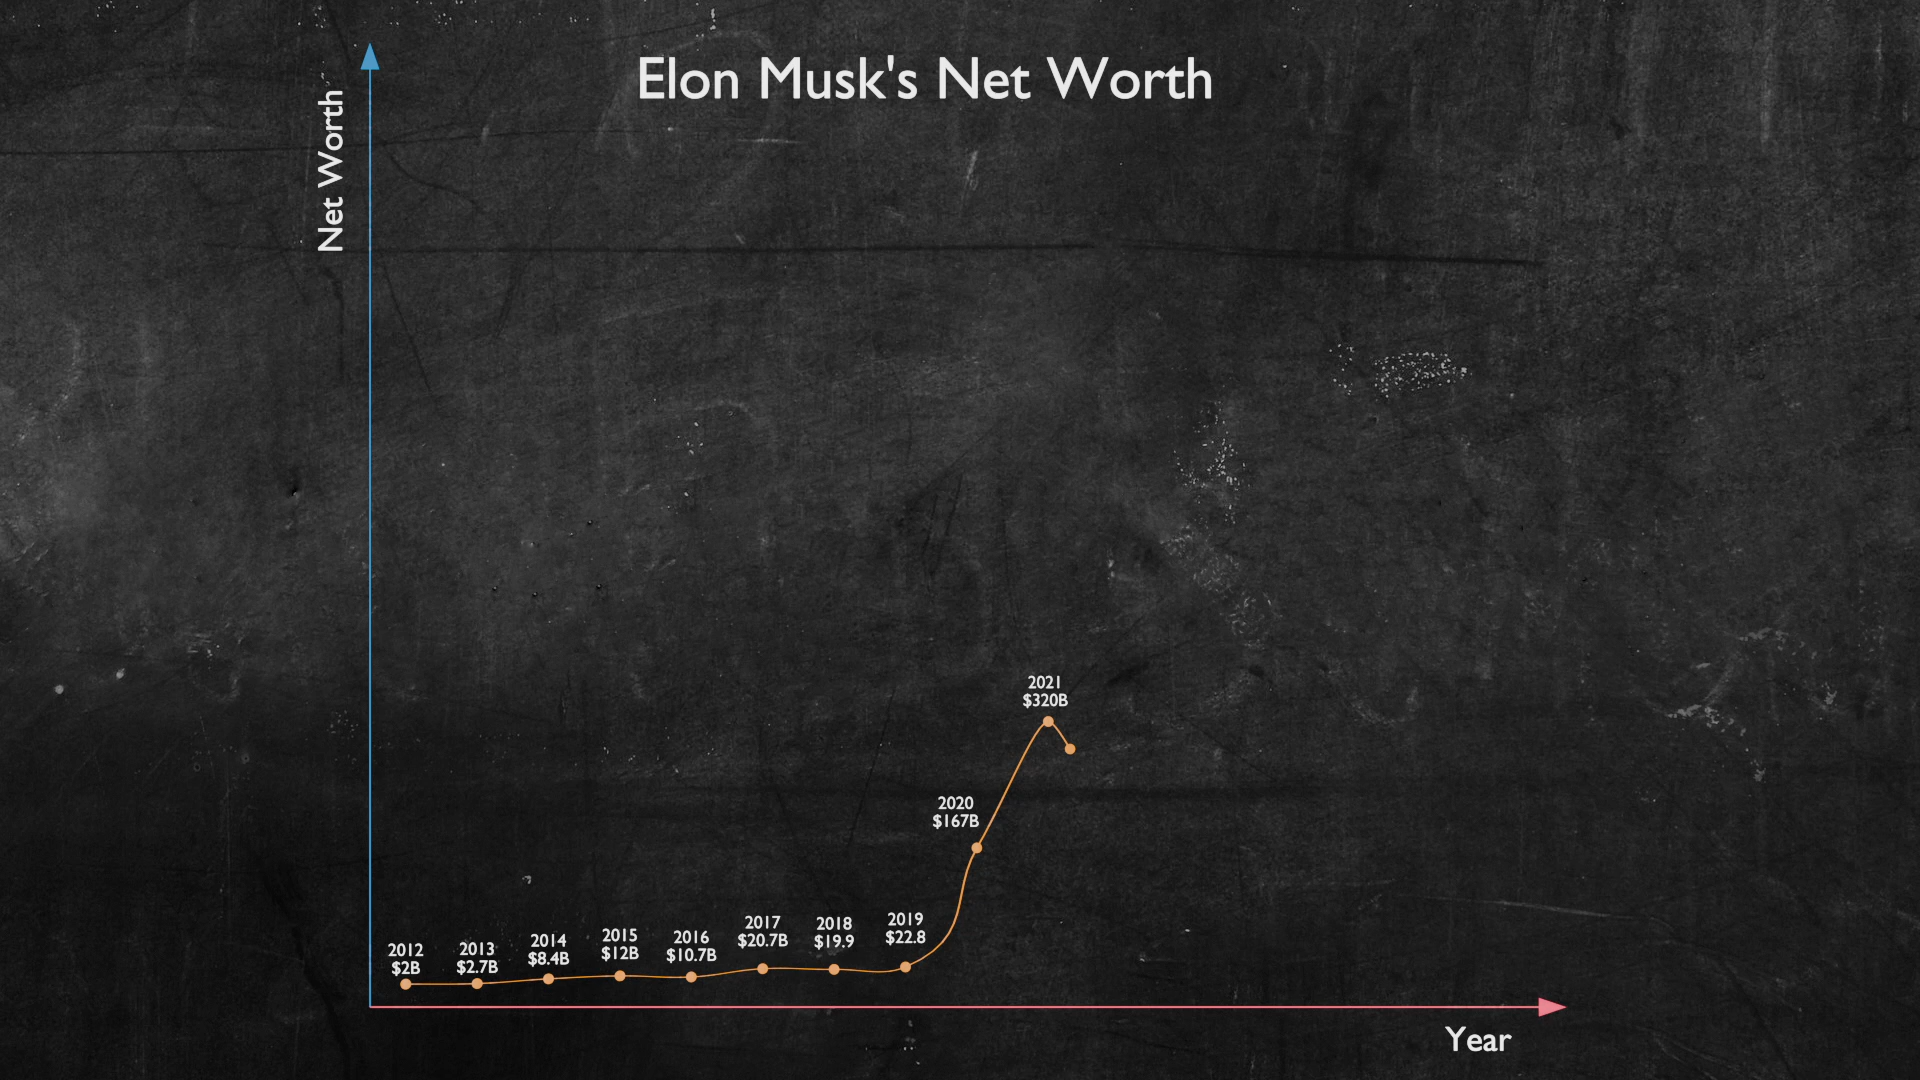 Elon Musk's Net Worth
Net Worth
2012
$2B
2013
$2.7B
2014
$8.4B
2015
$12B
2016
$10.7B
2017
$20.7B
2018
$19.9
2019
$22.8
2020
$167B
2021
$320B
Year